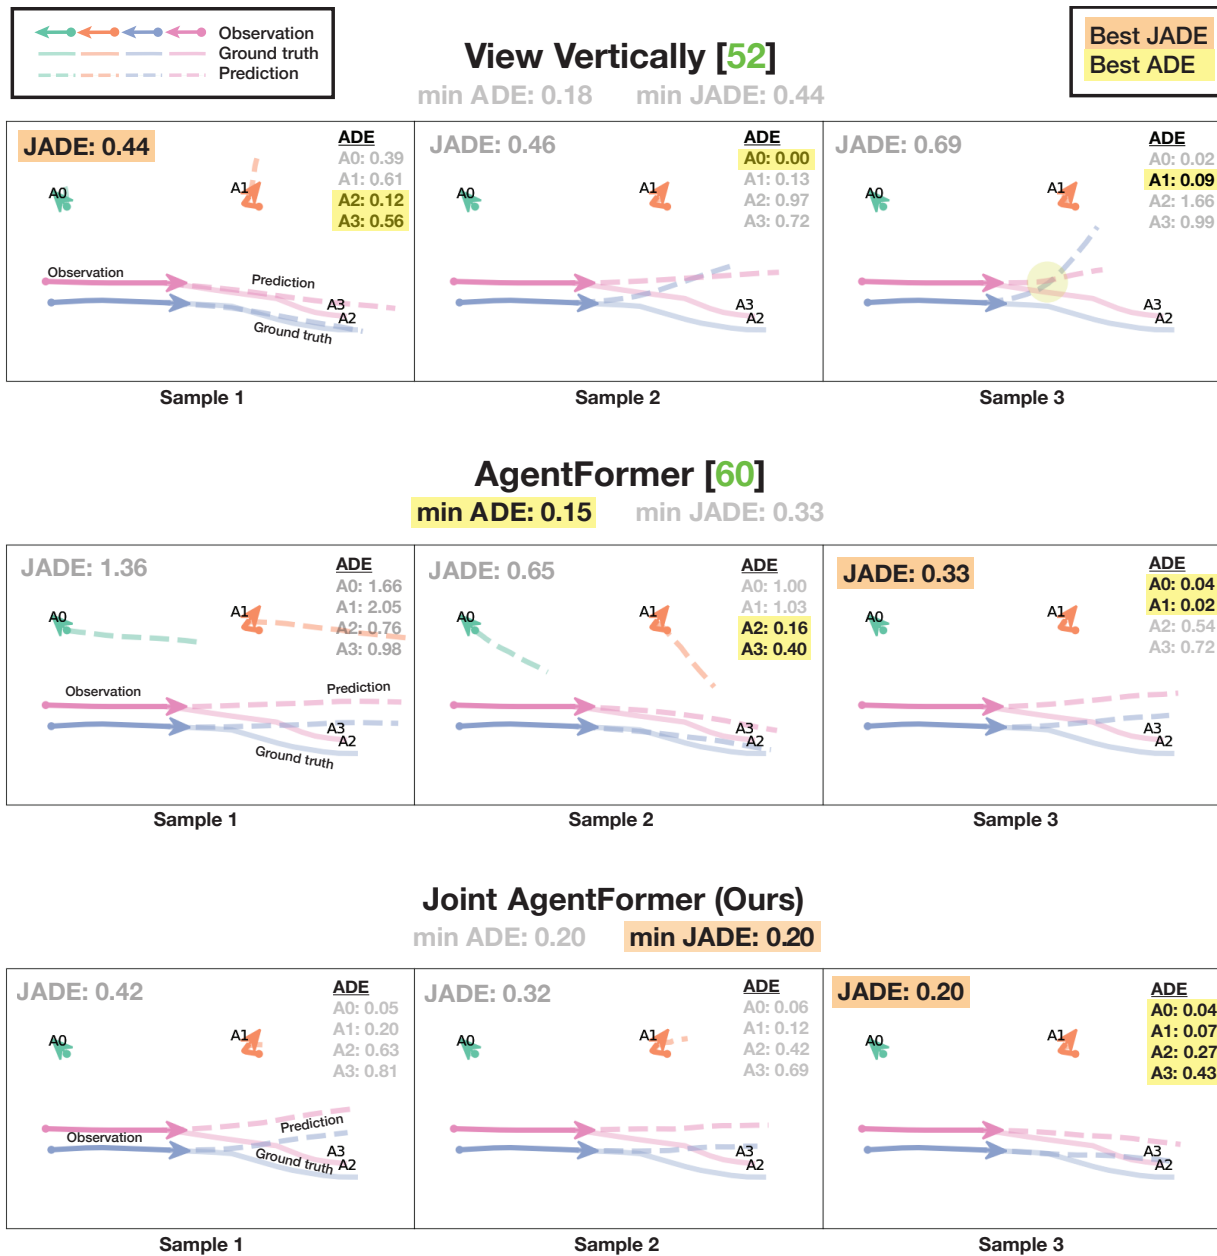 Observation
Ground truth
Prediction
Best JADE
Best ADE
View Vertically [52]
min ADE: 0.18 min JADE: 0.44
JADE: 0.44
ADE
A0: 0.39
A1: 0.61
A2: 0.12
A3: 0.56
A0
A1
Observation
Prediction
A3
A2
Ground truth
JADE: 0.46
ADE
A0: 0.00
A1: 0.13
A2: 0.97
A3: 0.72
A0
A1
A3
A2
JADE: 0.69
ADE
A0: 0.02
A1: 0.09
A2: 1.66
A3: 0.99
A0
A1
A3
A2
Sample 1
Sample 2
Sample 3
AgentFormer [60]
min ADE: 0.15 min JADE: 0.33
JADE: 1.36
ADE
A0: 1.66
A1: 2.05
A2: 0.76
A3: 0.98
A0
A1
Observation
Prediction
A3
A2
Ground truth
JADE: 0.65
ADE
A0: 1.00
A1: 1.03
A2: 0.16
A3: 0.40
A0
A1
A3
A2
JADE: 0.33
ADE
A0: 0.04
A1: 0.02
A2: 0.54
A3: 0.72
A0
A1
A3
A2
Sample 1
Sample 2
Sample 3
Joint AgentFormer (Ours)
min ADE: 0.20 min JADE: 0.20
JADE: 0.42
ADE
A0: 0.05
A1: 0.20
A2: 0.63
A3: 0.81
A0
A1
Prediction
Observation
A3
A2
Ground truth
JADE: 0.32
ADE
A0: 0.06
A1: 0.12
A2: 0.42
A3: 0.69
A0
A1
A3
A2
JADE: 0.20
ADE
A0: 0.04
A1: 0.07
A2: 0.27
A3: 0.43
A0
A1
A3
A2
Sample 1
Sample 2
Sample 3